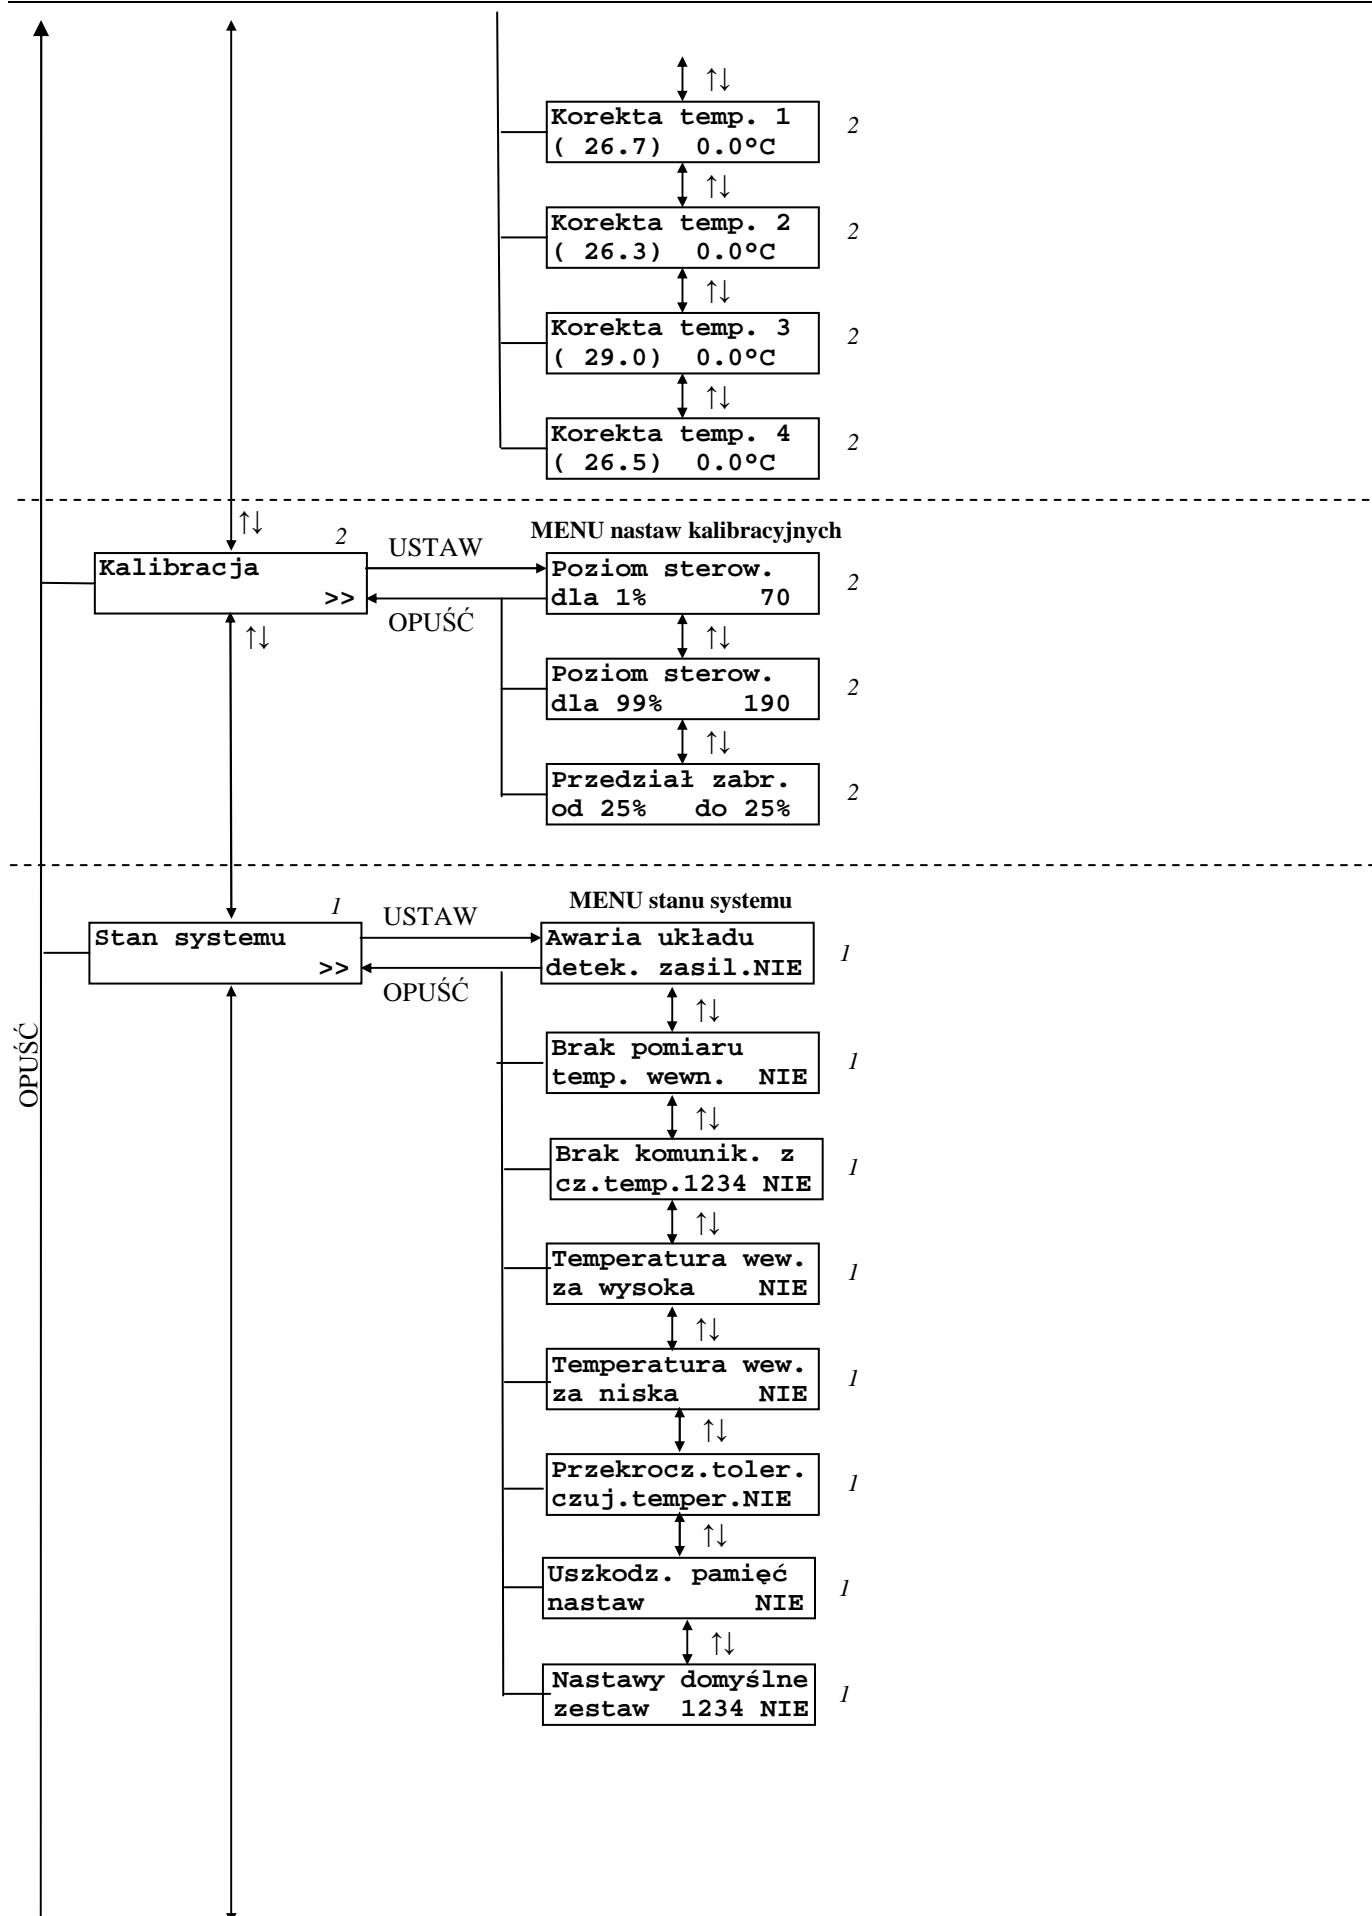 ↑↓
Korekta temp. 1
( 26.7) 0.0°C
2
↑↓
Korekta temp. 2
( 26.3) 0.0°C
2
↑↓
Korekta temp. 3
( 29.0) 0.0°C
2
↑↓
Korekta temp. 4
( 26.5) 0.0°C
2
↑↓
2
USTAW
MENU nastaw kalibracyjnych
Kalibracja
>>
OPUŚĆ
↑↓
Poziom sterow.
dla 1% 70
2
↑↓
Poziom sterow.
dla 99% 190
2
↑↓
Przedział zabr.
od 25% do 25%
2
1
USTAW
MENU stanu systemu
Stan systemu
>>
OPUŚĆ
Awaria układu
detek. zasil.NIE
1
↑↓
OPUŚĆ
Brak pomiaru
temp. wewn. NIE
1
↑↓
Brak komunik. z
cz.temp.1234 NIE
1
↑↓
Temperatura wew.
za wysoka NIE
1
↑↓
Temperatura wew.
za niska NIE
1
↑↓
Przekrocz.toler.
czuj.temper.NIE
1
↑↓
Uszkodz. pamięć
nastaw NIE
1
↑↓
Nastawy domyślne
zestaw 1234 NIE
1